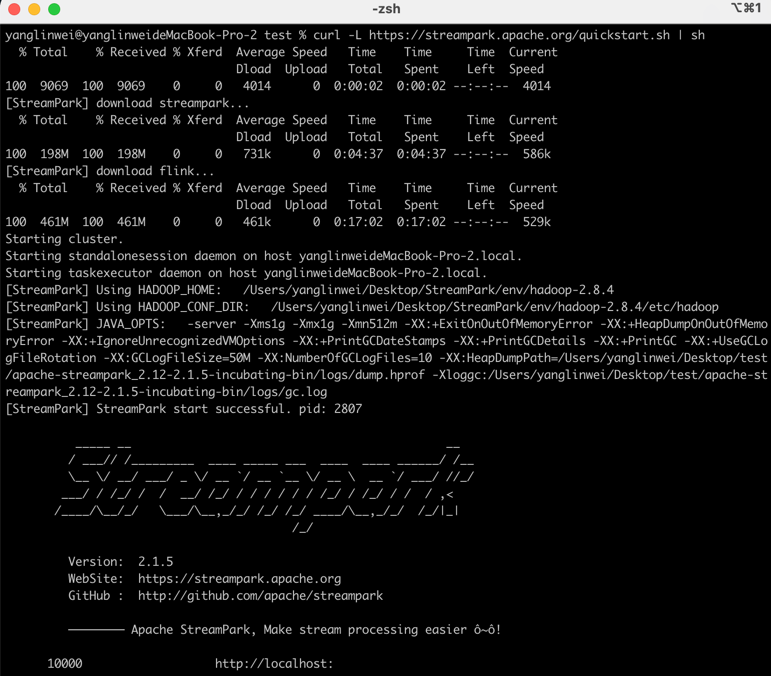 -zsh
⌥⌘1
yanglinwei@yanglinweideMacBook-Pro-2 test % curl -L https://streampark.apache.org/quickstart.sh | sh
% Total % Received % Xferd Average Speed Time Time Time Current
Dload Upload Total Spent Left Speed
100 9069 100 9069 0 0 4014 0 0:00:02 0:00:02 --:--:-- 4014
[StreamPark] download streampark...
% Total % Received % Xferd Average Speed Time Time Time Current
Dload Upload Total Spent Left Speed
100 198M 100 198M 0 0 731k 0 0:04:37 0:04:37 --:--:-- 586k
[StreamPark] download flink...
% Total % Received % Xferd Average Speed Time Time Time Current
Dload Upload Total Spent Left Speed
100 461M 100 461M 0 0 461k 0 0:17:02 0:17:02 --:--:-- 529k
Starting cluster.
Starting standalonesession daemon on host yanglinweideMacBook-Pro-2.local.
Starting taskexecutor daemon on host yanglinweideMacBook-Pro-2.local.
[StreamPark] Using HADOOP_HOME: /Users/yanglinwei/Desktop/StreamPark/env/hadoop-2.8.4
[StreamPark] Using HADOOP_CONF_DIR: /Users/yanglinwei/Desktop/StreamPark/env/hadoop-2.8.4/etc/hadoop
[StreamPark] JAVA_OPTS: -server -Xms1g -Xmx1g -Xmn512m -XX:+ExitOnOutOfMemoryError -XX:+HeapDumpOnOutOfMemo
ryError -XX:+IgnoreUnrecognizedVMOptions -XX:+PrintGCDateStamps -XX:+PrintGCDetails -XX:+PrintGC -XX:+UseGCLo
gFileRotation -XX:GCLogFileSize=50M -XX:NumberOfGCLogFiles=10 -XX:HeapDumpPath=/Users/yanglinwei/Desktop/test
/apache-streampark_2.12-2.1.5-incubating-bin/logs/dump.hprof -Xloggc:/Users/yanglinwei/Desktop/test/apache-st
reampark_2.12-2.1.5-incubating-bin/logs/gc.log
[StreamPark] StreamPark start successful. pid: 2807
Version: 2.1.5
WebSite: https://streampark.apache.org
GitHub : http://github.com/apache/streampark
──────── Apache StreamPark, Make stream processing easier ô~ô!
10000 http://localhost: